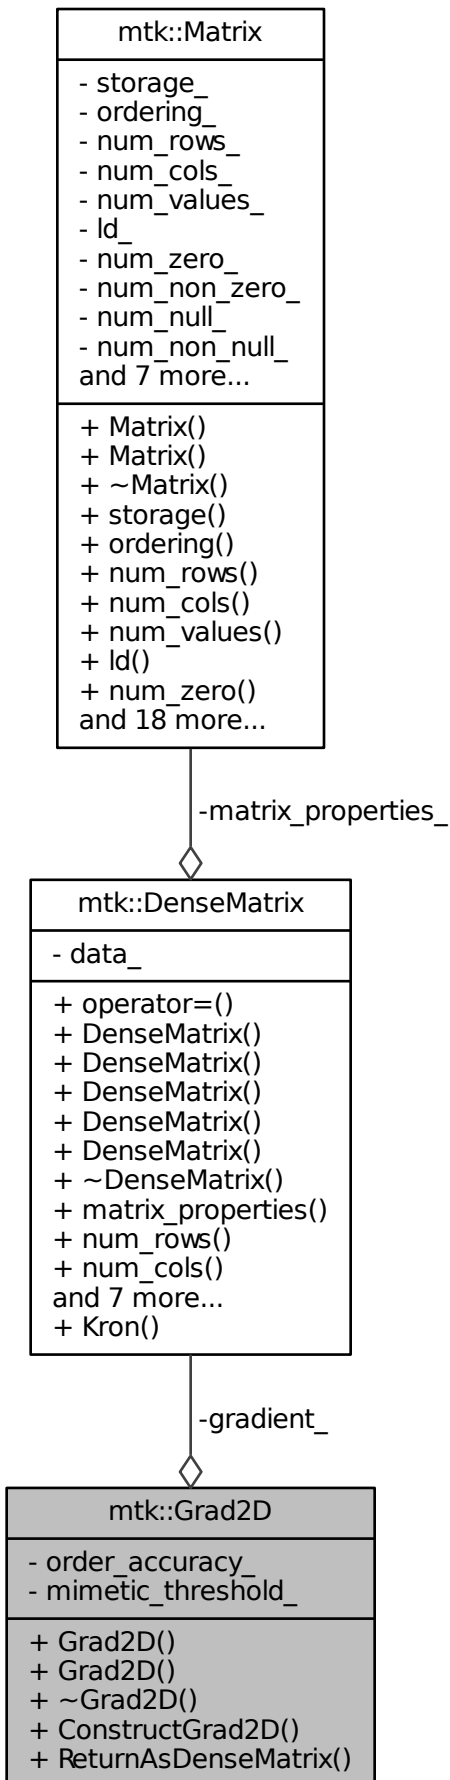 mtk::Matrix
- storage_
- ordering_
- num_rows_
- num_cols_
- num_values_
- ld_
- num_zero_
- num_non_zero_
- num_null_
- num_non_null_
and 7 more...
+ Matrix()
+ Matrix()
+ ~Matrix()
+ storage()
+ ordering()
+ num_rows()
+ num_cols()
+ num_values()
+ ld()
+ num_zero()
and 18 more...
-matrix_properties_
mtk::DenseMatrix
- data_
+ operator=()
+ DenseMatrix()
+ DenseMatrix()
+ DenseMatrix()
+ DenseMatrix()
+ DenseMatrix()
+ ~DenseMatrix()
+ matrix_properties()
+ num_rows()
+ num_cols()
and 7 more...
+ Kron()
-gradient_
mtk::Grad2D
- order_accuracy_
- mimetic_threshold_
+ Grad2D()
+ Grad2D()
+ ~Grad2D()
+ ConstructGrad2D()
+ ReturnAsDenseMatrix()